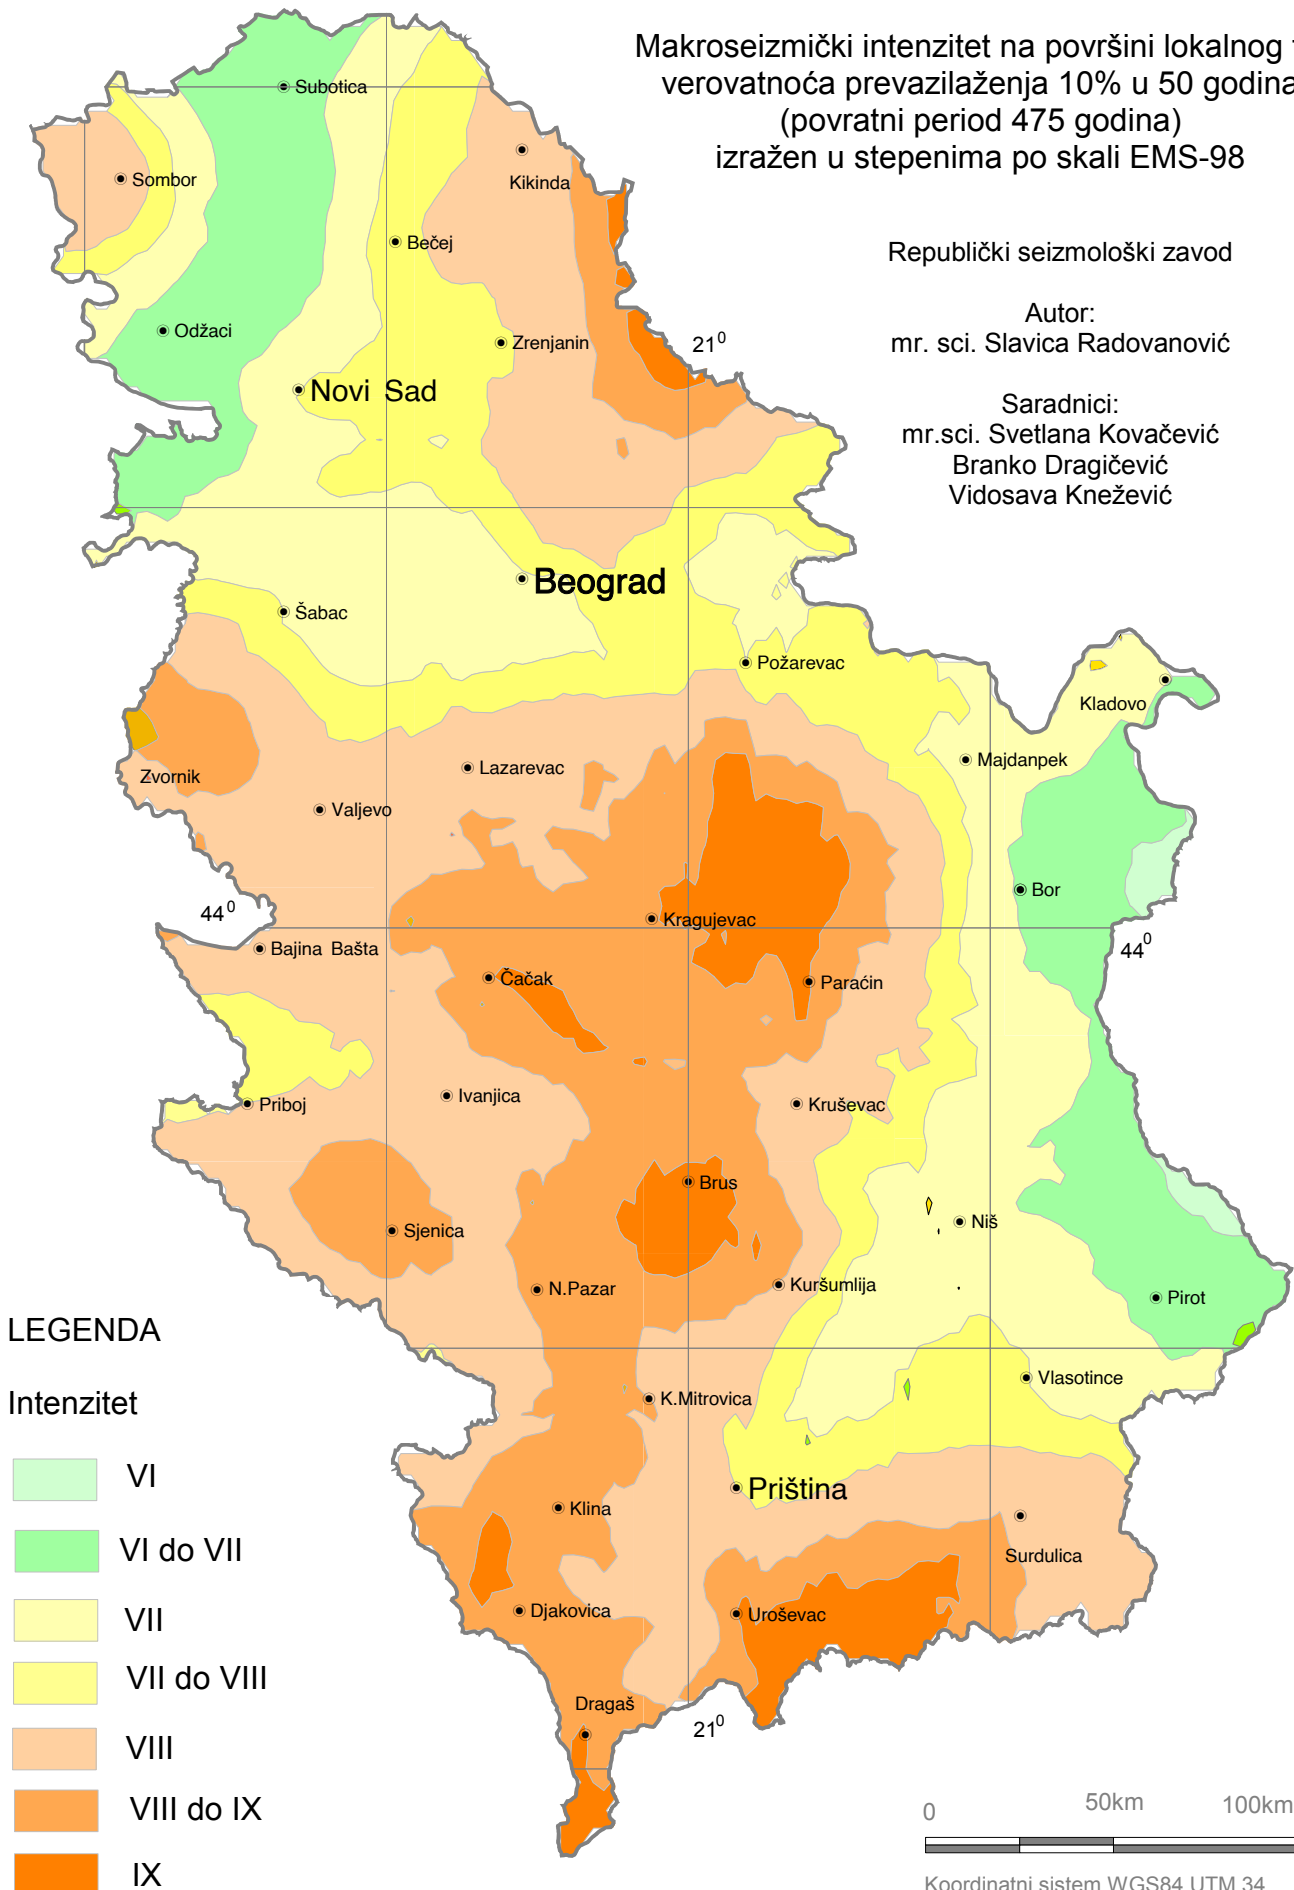 Makroseizmički intenzitet na površini lokalnog
verovatnoća prevazilaženja 10% u 50 godina
(povratni period 475 godina)
izražen u stepenima po skali EMS-98
Republički seizmološki zavod
Autor:
mr. sci. Slavica Radovanović
Saradnici:
mr.sci. Svetlana Kovačević
Branko Dragičević
Vidosava Knežević
Subotica
Sombor
Kikinda
Bečej
Odžaci
Zrenjanin
21⁰
Novi Sad
Beograd
Šabac
Požarevac
Kladovo
Majdanpek
Zvornik
Lazarevac
Valjevo
Bor
44⁰
Kragujevac
Bajina Bašta
44⁰
Čačak
Paraćin
Ivanjica
Priboj
Kruševac
Brus
Sjenica
Niš
N.Pazar
Kuršumlija
Pirot
K.Mitrovica
Vlasotince
Priština
Klina
Surdulica
Djakovica
Uroševac
Dragaš
21⁰
LEGENDA
Intenzitet
VI
VI do VII
VII
VII do VIII
VIII
VIII do IX
IX
0 50km 100km
Koordinatni sistem WGS84 UTM 34